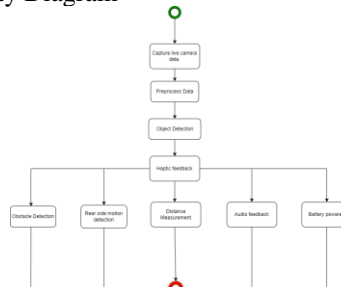 y Diagram
Capture live camera
data
Preprocess Data
Object Detection
Haptic feedback
Obstacle Detection
Rear side motion
detection
Distance
Measurement
Audio feedback
Battery powere